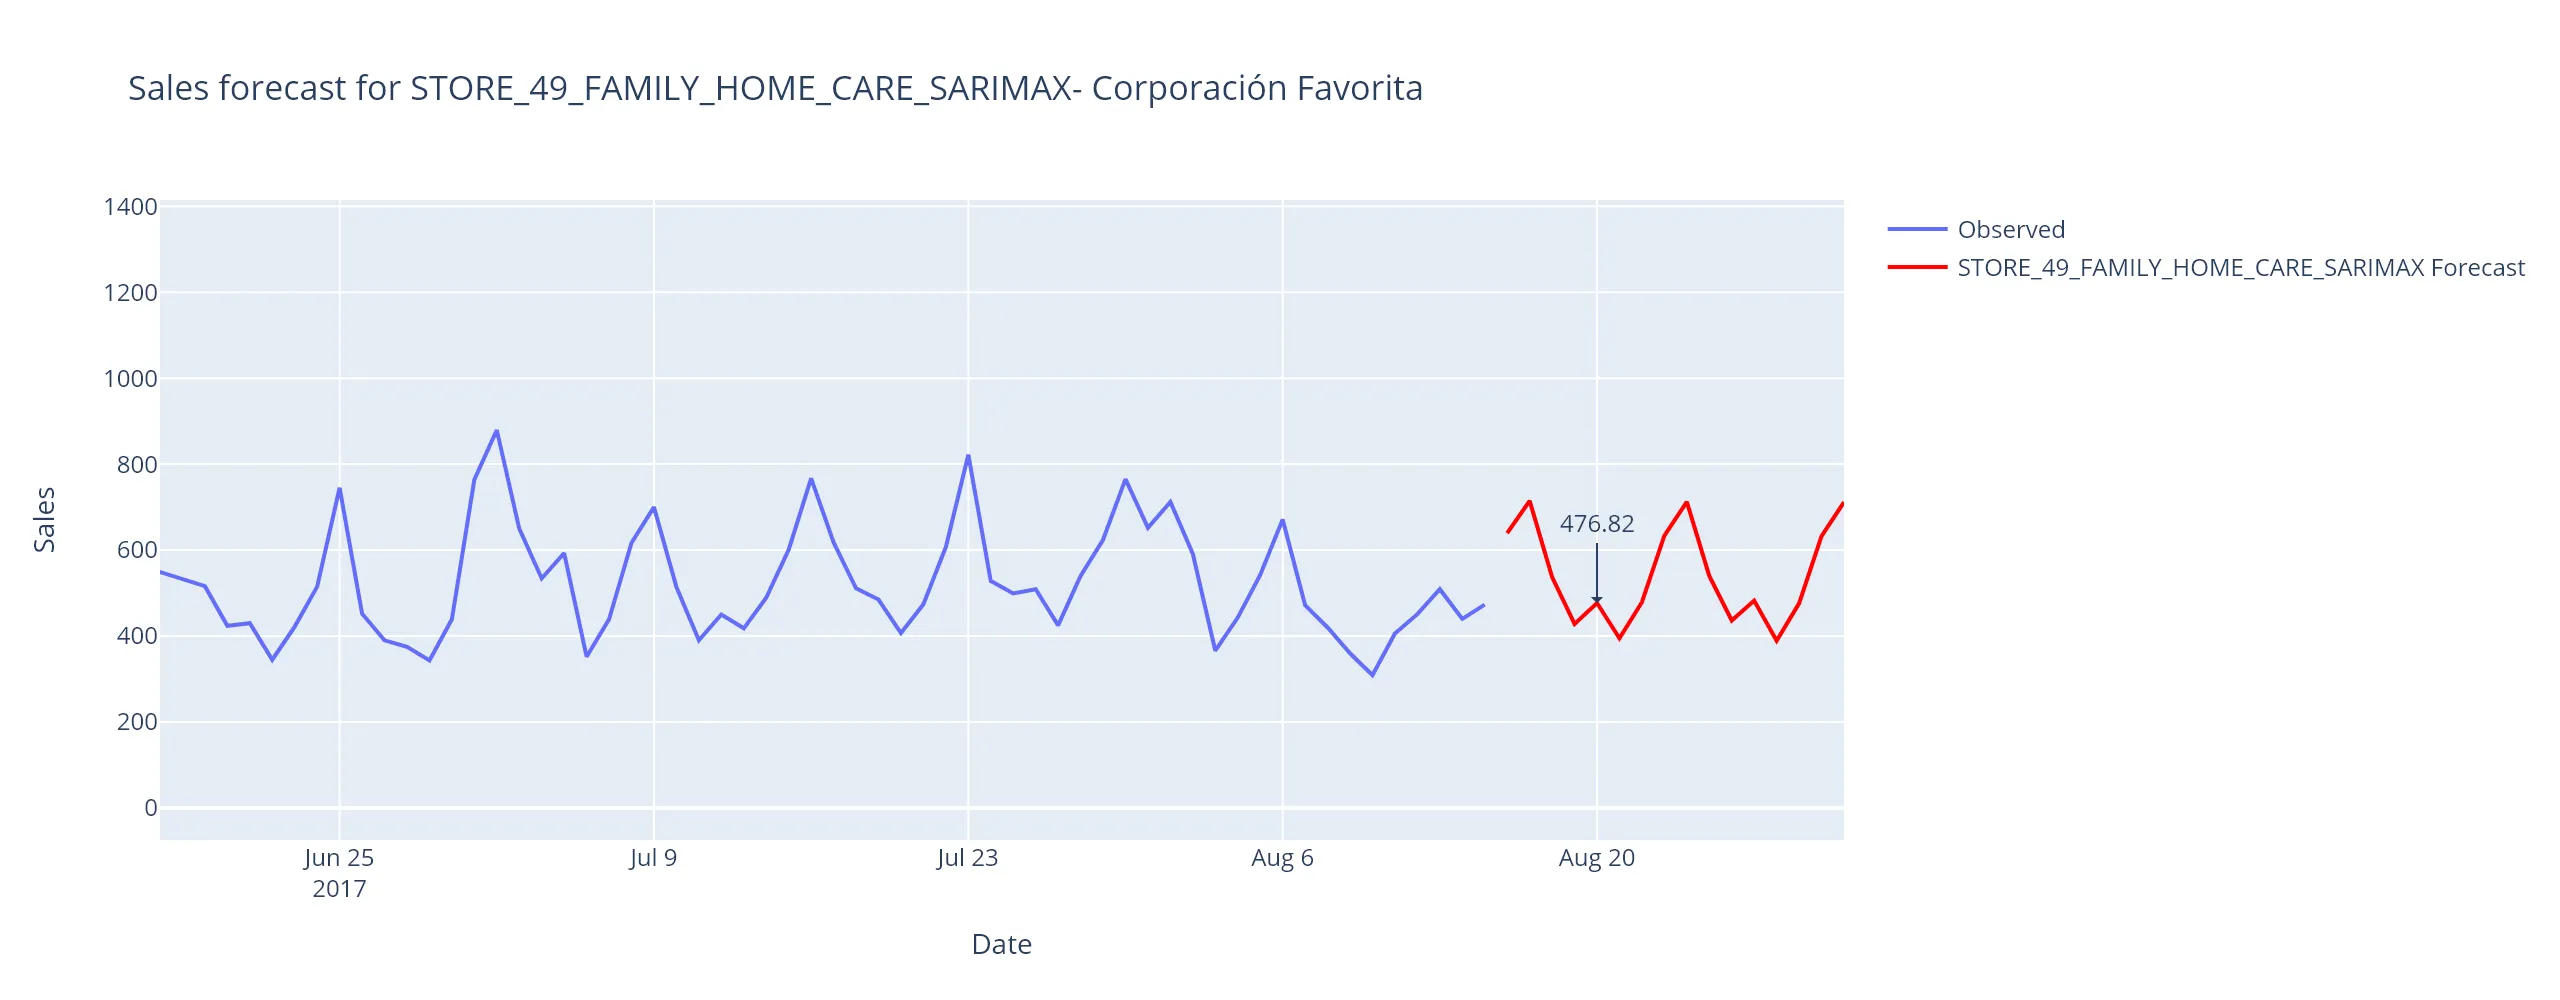 Sales forecast for STORE_49_FAMILY_HOME_CARE_SARIMAX- Corporación Favorita
Observed
STORE_49_FAMILY_HOME_CARE_SARIMAX Forecast
1400
1200
1000
800
600
400
200
0
Sales
476.82
Jun 25
2017
Jul 9
Jul 23
Aug 6
Aug 20
Date